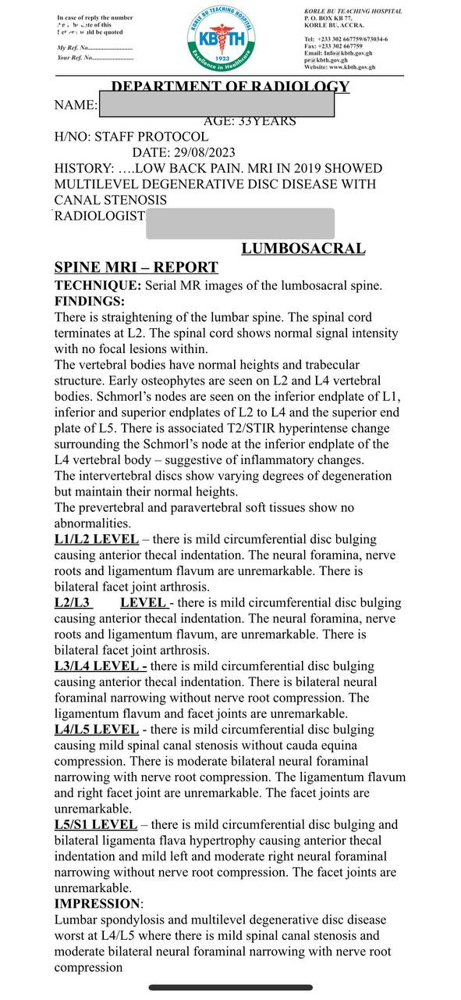 In case of reply the number
of this
should be quoted
My Ref. No.............................
Your Ref. No...........................
KORLE BU TEACHING HOSPITAL
KBTH
Excellence in Healthcare
1923
KORLE BU TEACHING HOSPITAL
P. O. BOX KB 77,
KORLE BU, ACCRA.
Tel: +233 302 667759/673034-6
Fax: +233 302 667759
Email: Info@kbth.gov.gh
pr@kbth.gov.gh
Website: www.kbth.gov.gh
DEPARTMENT OF RADIOLOGY
NAME:
AGE: 33YEARS
H/NO: STAFF PROTOCOL
DATE: 29/08/2023
HISTORY: ….LOW BACK PAIN. MRI IN 2019 SHOWED
MULTILEVEL DEGENERATIVE DISC DISEASE WITH
CANAL STENOSIS
RADIOLOGIST
LUMBOSACRAL
SPINE MRI – REPORT
TECHNIQUE: Serial MR images of the lumbosacral spine.
FINDINGS:
There is straightening of the lumbar spine. The spinal cord
terminates at L2. The spinal cord shows normal signal intensity
with no focal lesions within.
The vertebral bodies have normal heights and trabecular
structure. Early osteophytes are seen on L2 and L4 vertebral
bodies. Schmorl’s nodes are seen on the inferior endplate of L1,
inferior and superior endplates of L2 to L4 and the superior end
plate of L5. There is associated T2/STIR hyperintense change
surrounding the Schmorl’s node at the inferior endplate of the
L4 vertebral body – suggestive of inflammatory changes.
The intervertebral discs show varying degrees of degeneration
but maintain their normal heights.
The prevertebral and paravertebral soft tissues show no
abnormalities.
L1/L2 LEVEL – there is mild circumferential disc bulging
causing anterior thecal indentation. The neural foramina, nerve
roots and ligamentum flavum are unremarkable. There is
bilateral facet joint arthrosis.
L2/L3 LEVEL - there is mild circumferential disc bulging
causing anterior thecal indentation. The neural foramina, nerve
roots and ligamentum flavum, are unremarkable. There is
bilateral facet joint arthrosis.
L3/L4 LEVEL - there is mild circumferential disc bulging
causing anterior thecal indentation. There is bilateral neural
foraminal narrowing without nerve root compression. The
ligamentum flavum and facet joints are unremarkable.
L4/L5 LEVEL - there is mild circumferential disc bulging
causing mild spinal canal stenosis without cauda equina
compression. There is moderate bilateral neural foraminal
narrowing with nerve root compression. The ligamentum flavum
and right facet joint are unremarkable. The facet joints are
unremarkable.
L5/S1 LEVEL – there is mild circumferential disc bulging and
bilateral ligamenta flava hypertrophy causing anterior thecal
indentation and mild left and moderate right neural foraminal
narrowing without nerve root compression. The facet joints are
unremarkable.
IMPRESSION:
Lumbar spondylosis and multilevel degenerative disc disease
worst at L4/L5 where there is mild spinal canal stenosis and
moderate bilateral neural foraminal narrowing with nerve root
compression